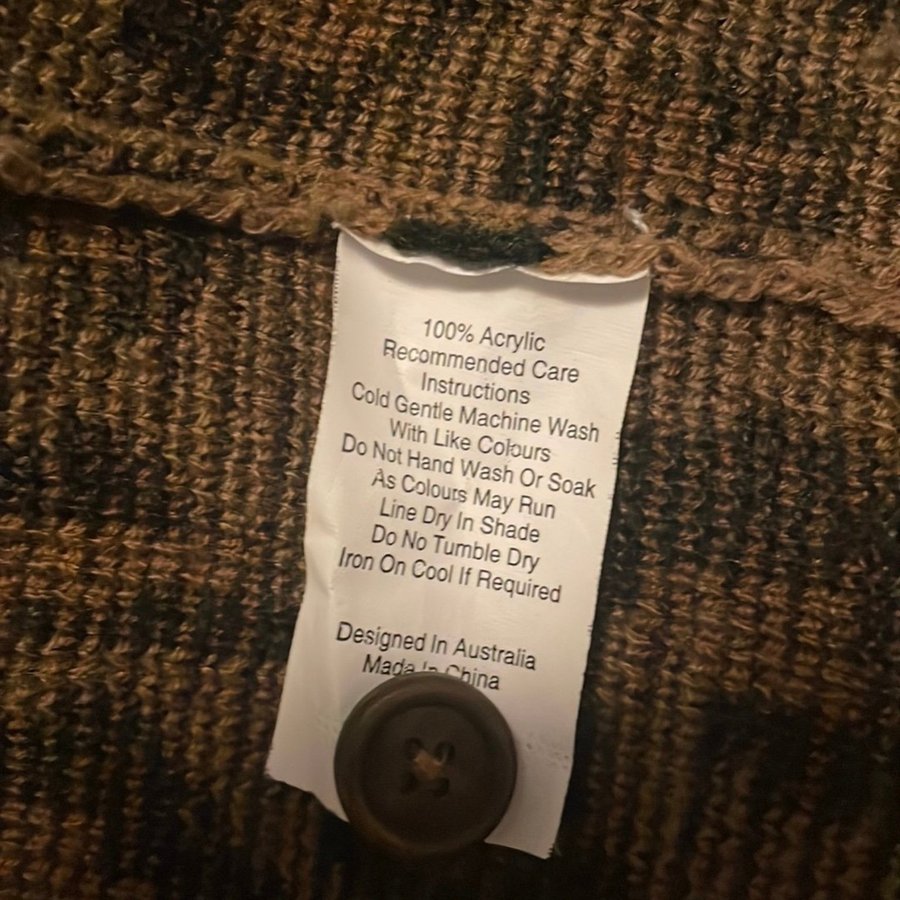 100% Acrylic
Recommended Care
Instructions
Cold Gentle Machine Wash
With Like Colours
Do Not Hand Wash Or Soak
As Colours May Run
Line Dry In Shade
Do No Tumble Dry
Iron On Cool If Required
Designed In Australia
Made In China